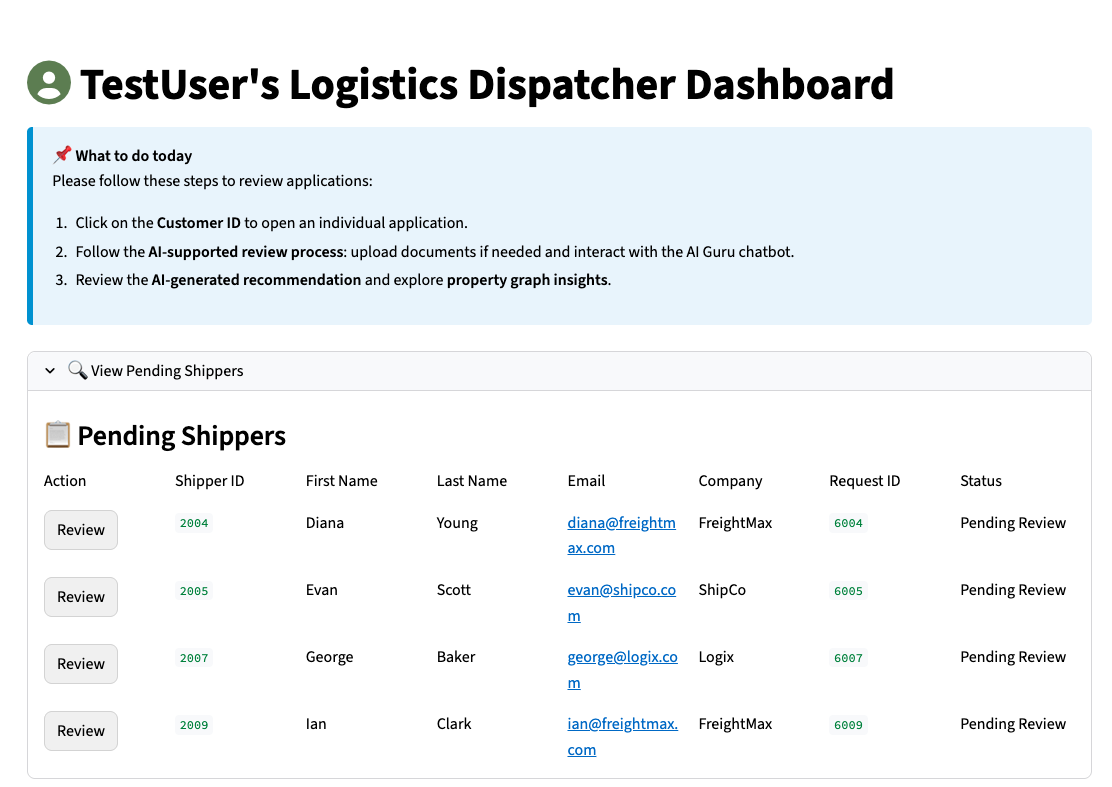 TestUser's Logistics Dispatcher Dashboard
What to do today
Please follow these steps to review applications:
1. Click on the Customer ID to open an individual application.
2. Follow the AI-supported review process: upload documents if needed and interact with the AI Guru chatbot.
3. Review the AI-generated recommendation and explore property graph insights.
View Pending Shippers
Pending Shippers
Action Shipper ID First Name Last Name Email Company Request ID Status
Review 2004 Diana Young diana@freightm FreightMax 6004 Pending Review
ax.com
Review 2005 Evan Scott evan@shipco.co ShipCo 6005 Pending Review
m
Review 2007 George Baker george@logix.co Logix 6007 Pending Review
m
Review 2009 Ian Clark ian@freightmax. FreightMax 6009 Pending Review
com